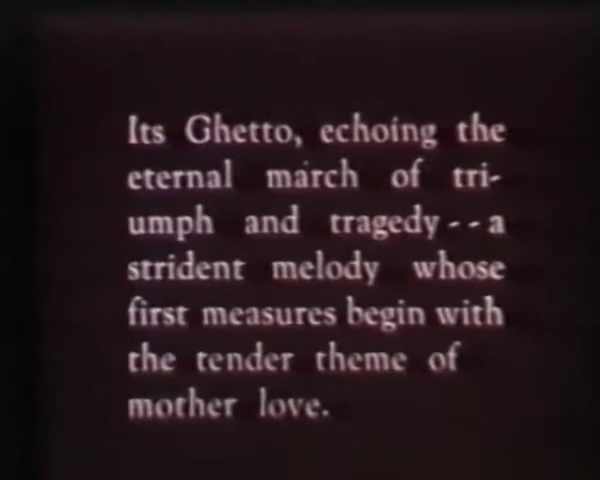 Its Ghetto, echoing the
eternal march of tri-
umph and tragedy--a
strident melody whose
first measures begin with
the tender theme of
mother love.